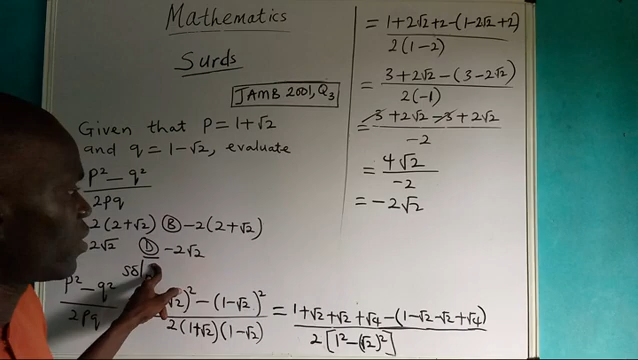 Mathematics
Surds
JAMB 2001, Q3
Given that P = 1+√2
and q = 1-√2, evaluate
P² - q²
2pq
2(2+√2) Ⓑ -2(2+√2)
2√2 Ⓓ -2√2
P² - q²
2pq
√2)² - (1-√2)²
2(1+√2)(1-√2)
= 1+√2+√2+√4-(1-√2-√2+√4)
2[1²-(√2)²]
= 1+2√2+2-(1-2√2+2)
2(1-2)
= 3+2√2-(3-2√2)
2(-1)
= 3+2√2-3+2√2
-2
= 4√2
-2
= -2√2